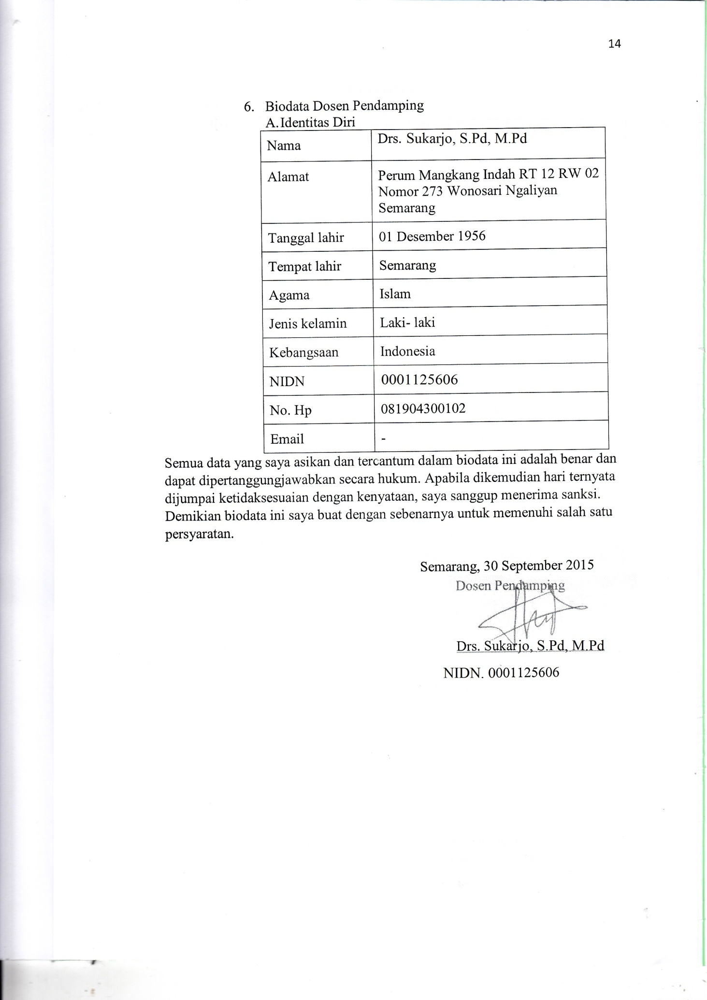 14
6. Biodata Dosen Pendamping
A. Identitas Diri
Nama Drs. Sukarjo, S.Pd, M.Pd
Alamat Perum Mangkang Indah RT 12 RW 02
Nomor 273 Wonosari Ngaliyan
Semarang
Tanggal lahir 01 Desember 1956
Tempat lahir Semarang
Agama Islam
Jenis kelamin Laki- laki
Kebangsaan Indonesia
NIDN 0001125606
No. Hp 081904300102
Email -
Semua data yang saya asikan dan tercantum dalam biodata ini adalah benar dan
dapat dipertanggungjawabkan secara hukum. Apabila dikemudian hari ternyata
dijumpai ketidaksesuaian dengan kenyataan, saya sanggup menerima sanksi.
Demikian biodata ini saya buat dengan sebenarnya untuk memenuhi salah satu
persyaratan.
Semarang, 30 September 2015
Dosen Pendamping
Drs. Sukarjo, S.Pd, M.Pd
NIDN. 0001125606